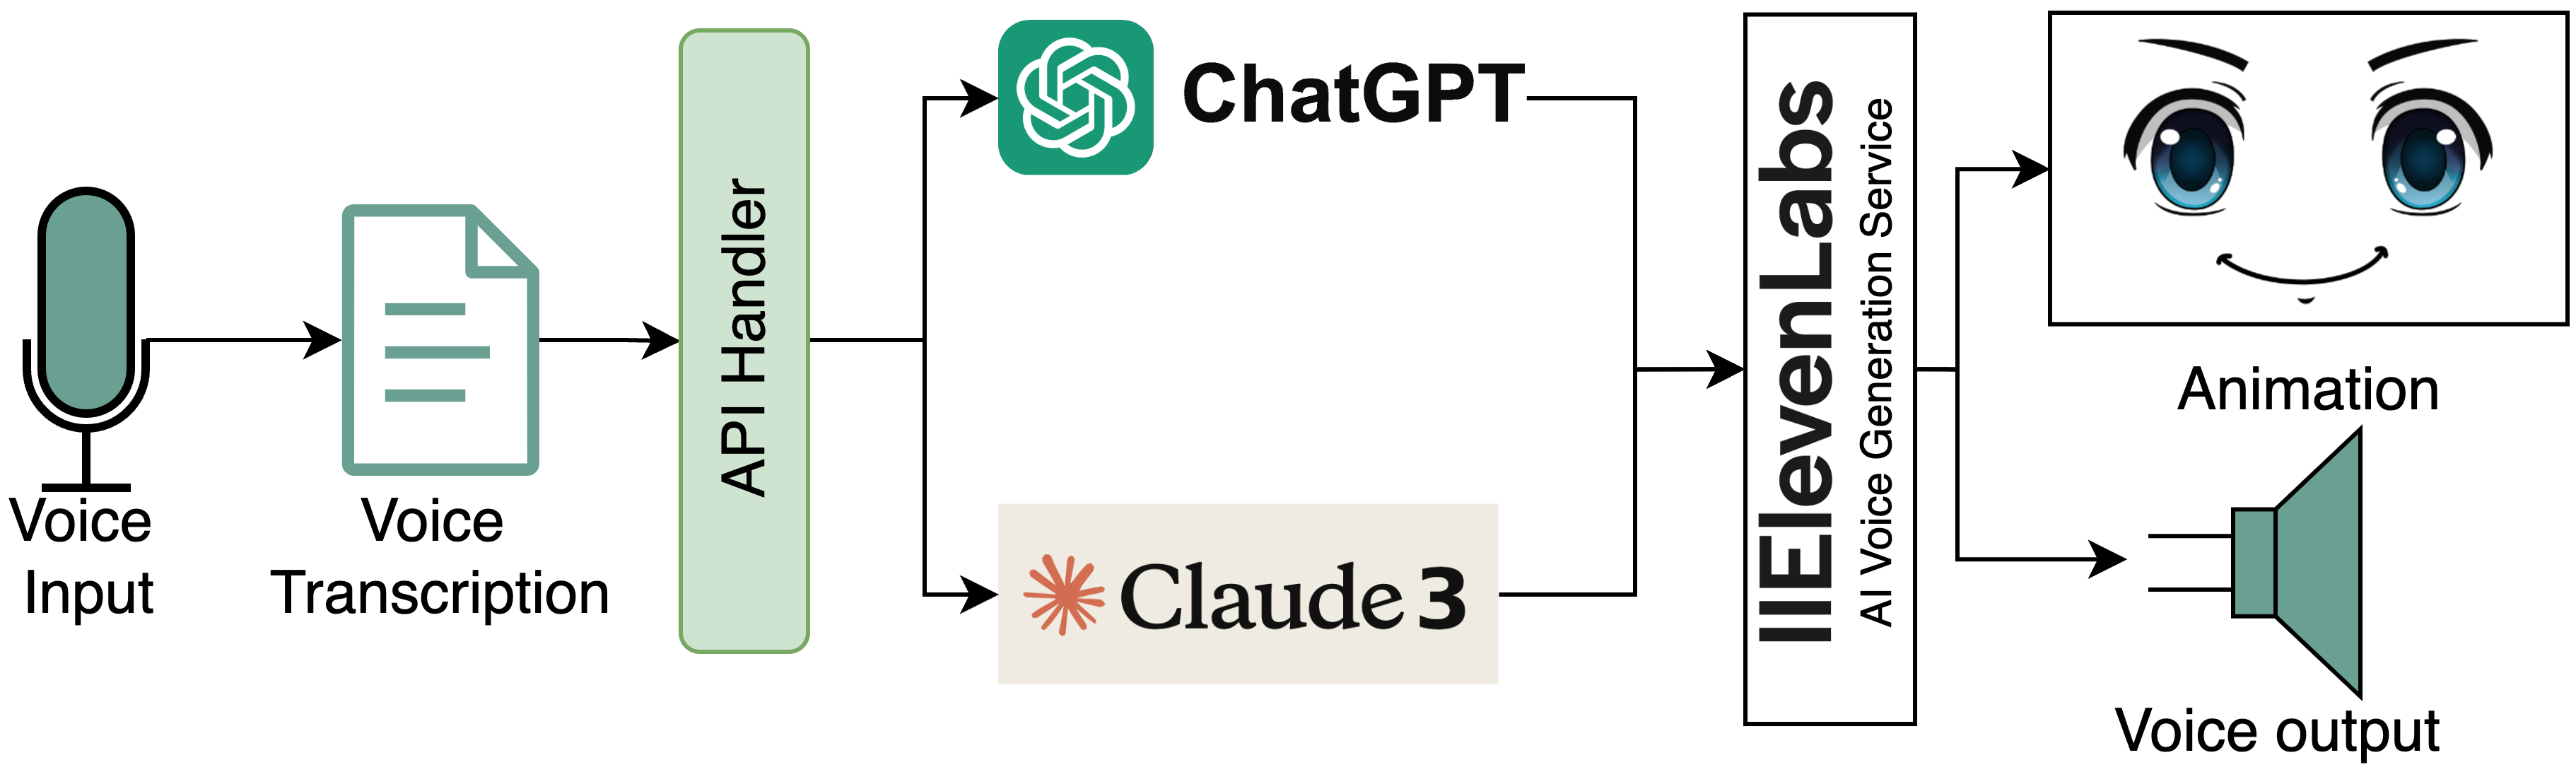 Voice
Input
Voice
Transcription
API Handler
ChatGPT
Claude 3
IIElevenLabs
AI Voice Generation Service
Animation
Voice output